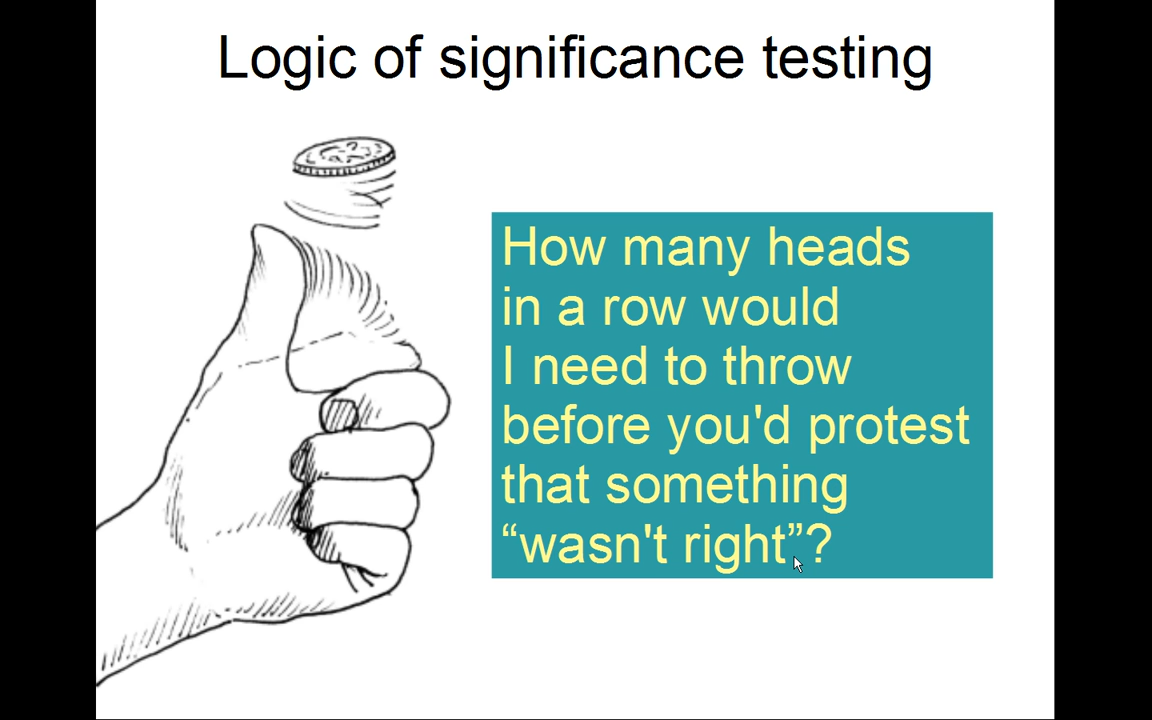 Logic of significance testing
How many heads
in a row would
I need to throw
before you'd protest
that something
“wasn't right”?